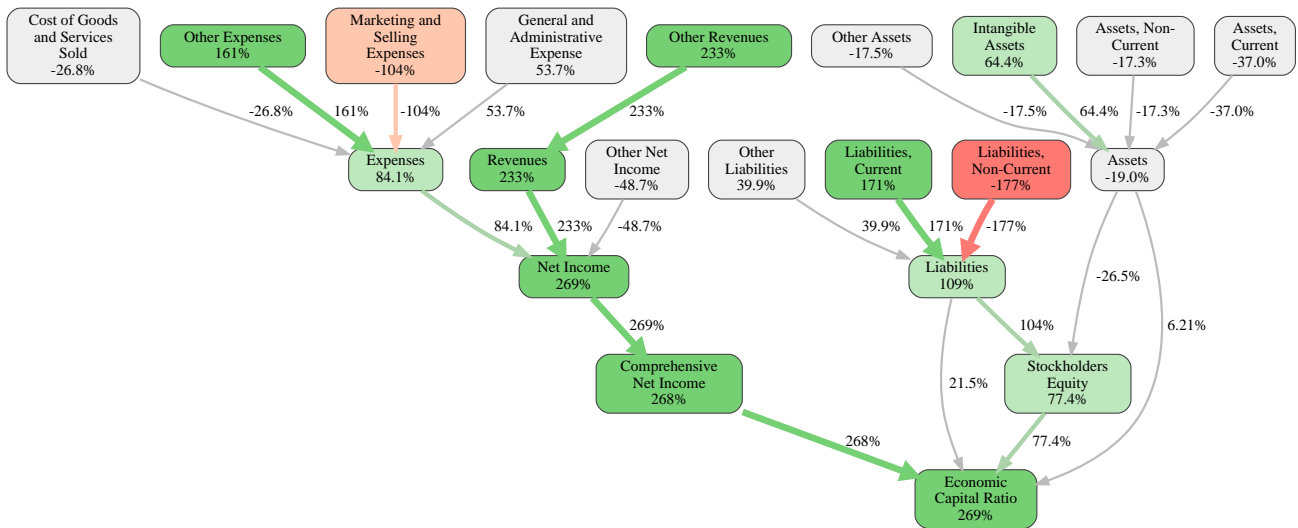 Cost of Goods
and Services
Sold
-26.8%
Other Expenses
161%
Marketing and
Selling
Expenses
-104%
General and
Administrative
Expense
53.7%
Other Revenues
233%
Other Assets
-17.5%
Intangible
Assets
64.4%
Assets, Non-
Current
-17.3%
Assets,
Current
-37.0%
-26.8%
161%
-104%
53.7%
233%
-17.5%
64.4%
-17.3%
-37.0%
Expenses
84.1%
Revenues
233%
Other Net
Income
-48.7%
Other
Liabilities
39.9%
Liabilities,
Current
171%
Liabilities,
Non-Current
-177%
Assets
-19.0%
84.1%
233%
-48.7%
39.9%
171%
-177%
Net Income
269%
Liabilities
109%
-26.5%
269%
104%
6.21%
Comprehensive
Net Income
268%
21.5%
Stockholders
Equity
77.4%
268%
77.4%
Economic
Capital Ratio
269%